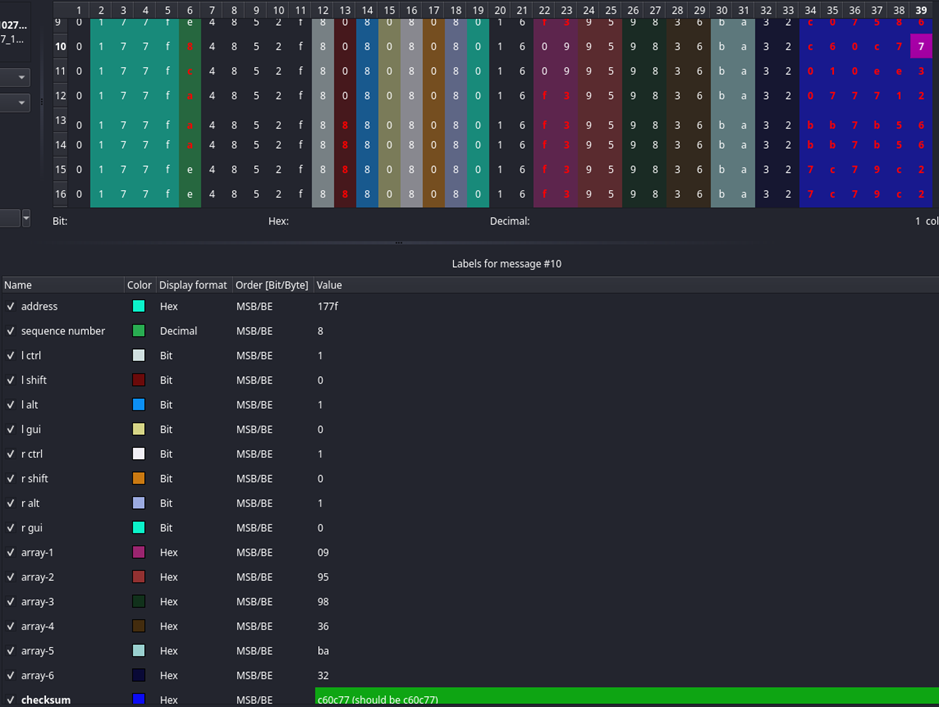 027...
7_1...
1 2 3 4 5 6 7 8 9 10 11 12 13 14 15 16 17 18 19 20 21 22 23 24 25 26 27 28 29 30 31 32 33 34 35 36 37 38 39
9 0 1 7 7 f e 4 8 5 2 f 8 0 8 0 8 0 8 0 1 6 f 3 9 5 9 8 3 6 b a 3 2 c 0 7 5 8 6
10 0 1 7 7 f 4 8 5 2 f 8 0 8 0 8 0 8 0 1 6 0 9 9 5 9 8 3 6 b a 3 2 c 6 0 c 7 7
11 0 1 7 7 f c 4 8 5 2 f 8 0 8 0 8 0 8 0 1 6 0 9 9 5 9 8 3 6 b a 3 2 0 1 0 e e 3
12 0 1 7 7 f 4 8 5 2 f 8 0 8 0 8 0 8 0 1 6 f 3 9 5 9 8 3 6 b a 3 2 0 7 7 7 1 2
13 0 1 7 7 f 4 8 5 2 f 8 8 8 0 8 0 8 0 1 6 f 3 9 5 9 8 3 6 b a 3 2 b b 7 b 5 6
14 0 1 7 7 f 4 8 5 2 f 8 8 8 0 8 0 8 0 1 6 f 3 9 5 9 8 3 6 b a 3 2 b b 7 b 5 6
15 0 1 7 7 f e 4 8 5 2 f 8 8 8 0 8 0 8 0 1 6 f 3 9 5 9 8 3 6 b a 3 2 7 c 7 9 c 2
16 0 1 7 7 f e 4 8 5 2 f 8 8 8 0 8 0 8 0 1 6 f 3 9 5 9 8 3 6 b a 3 2 7 c 7 9 c 2
Bit: Hex: Decimal: 1 col
Labels for message #10
Name Color Display format Order [Bit/Byte] Value
address Hex MSB/BE 177f
sequence number Decimal MSB/BE 8
l ctrl Bit MSB/BE 1
l shift Bit MSB/BE 0
l alt Bit MSB/BE 1
l gui Bit MSB/BE 0
r ctrl Bit MSB/BE 1
r shift Bit MSB/BE 0
r alt Bit MSB/BE 1
r gui Bit MSB/BE 0
array-1 Hex MSB/BE 09
array-2 Hex MSB/BE 95
array-3 Hex MSB/BE 98
array-4 Hex MSB/BE 36
array-5 Hex MSB/BE ba
array-6 Hex MSB/BE 32
checksum Hex MSB/BE c60c77 (should be c60c77)